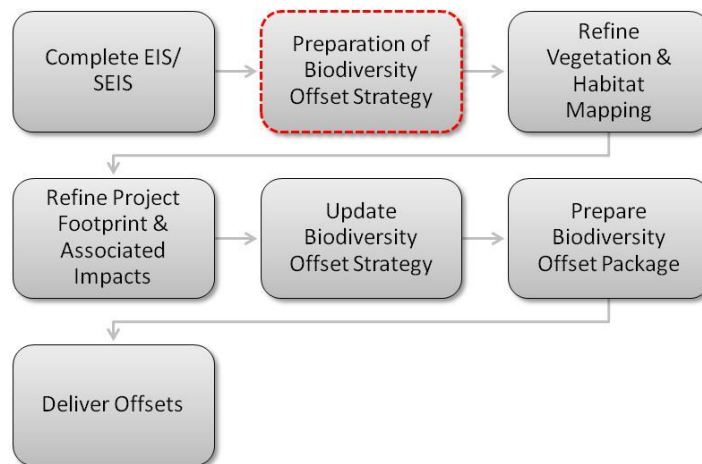 Complete EIS/
SEIS
Preparation of
Biodiversity
Offset Strategy
Refine
Vegetation &
Habitat
Mapping
Refine Project
Footprint &
Associated
Impacts
Update
Biodiversity
Offset Strategy
Prepare
Biodiversity
Offset Package
Deliver Offsets